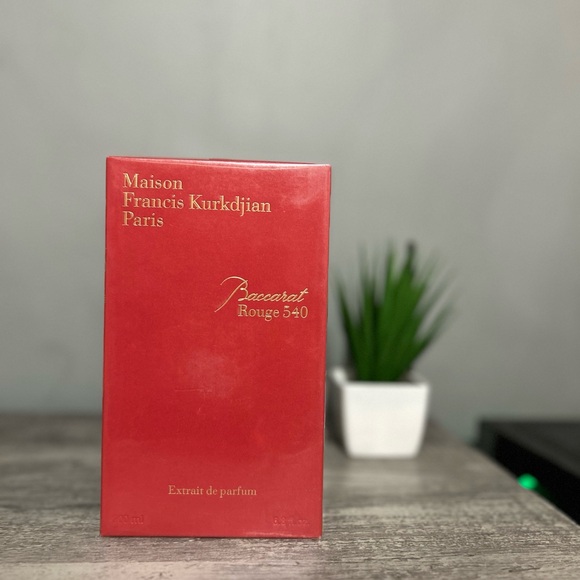 Maison
Francis Kurkdjian
Paris
Baccarat
Rouge 540
Extrait de parfum